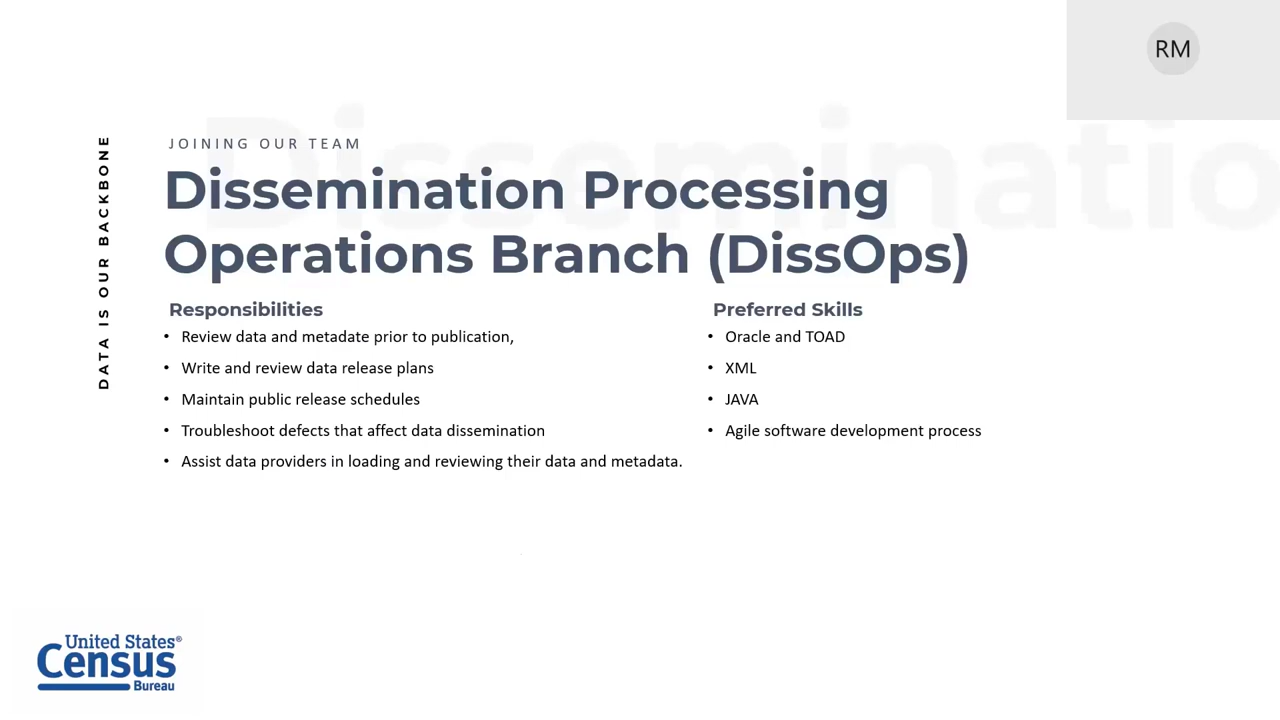 RM
Disseminatio
JOINING OUR TEAM
DATA IS OUR BACKBONE
Dissemination Processing
Operations Branch (DissOps)
Responsibilities
• Review data and metadate prior to publication,
• Write and review data release plans
• Maintain public release schedules
• Troubleshoot defects that affect data dissemination
• Assist data providers in loading and reviewing their data and metadata.
Preferred Skills
• Oracle and TOAD
• XML
• JAVA
• Agile software development process
United States®
Census
Bureau